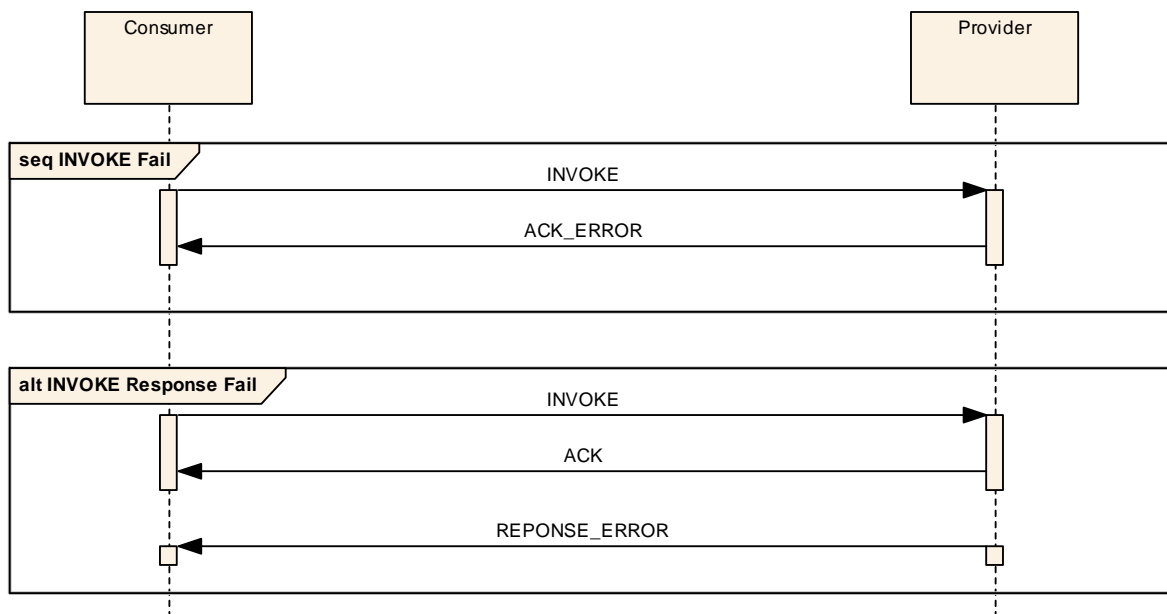 Consumer
Provider
seq INVOKE Fail
INVOKE
ACK_ERROR
alt INVOKE Response Fail
INVOKE
ACK
REPONSE_ERROR